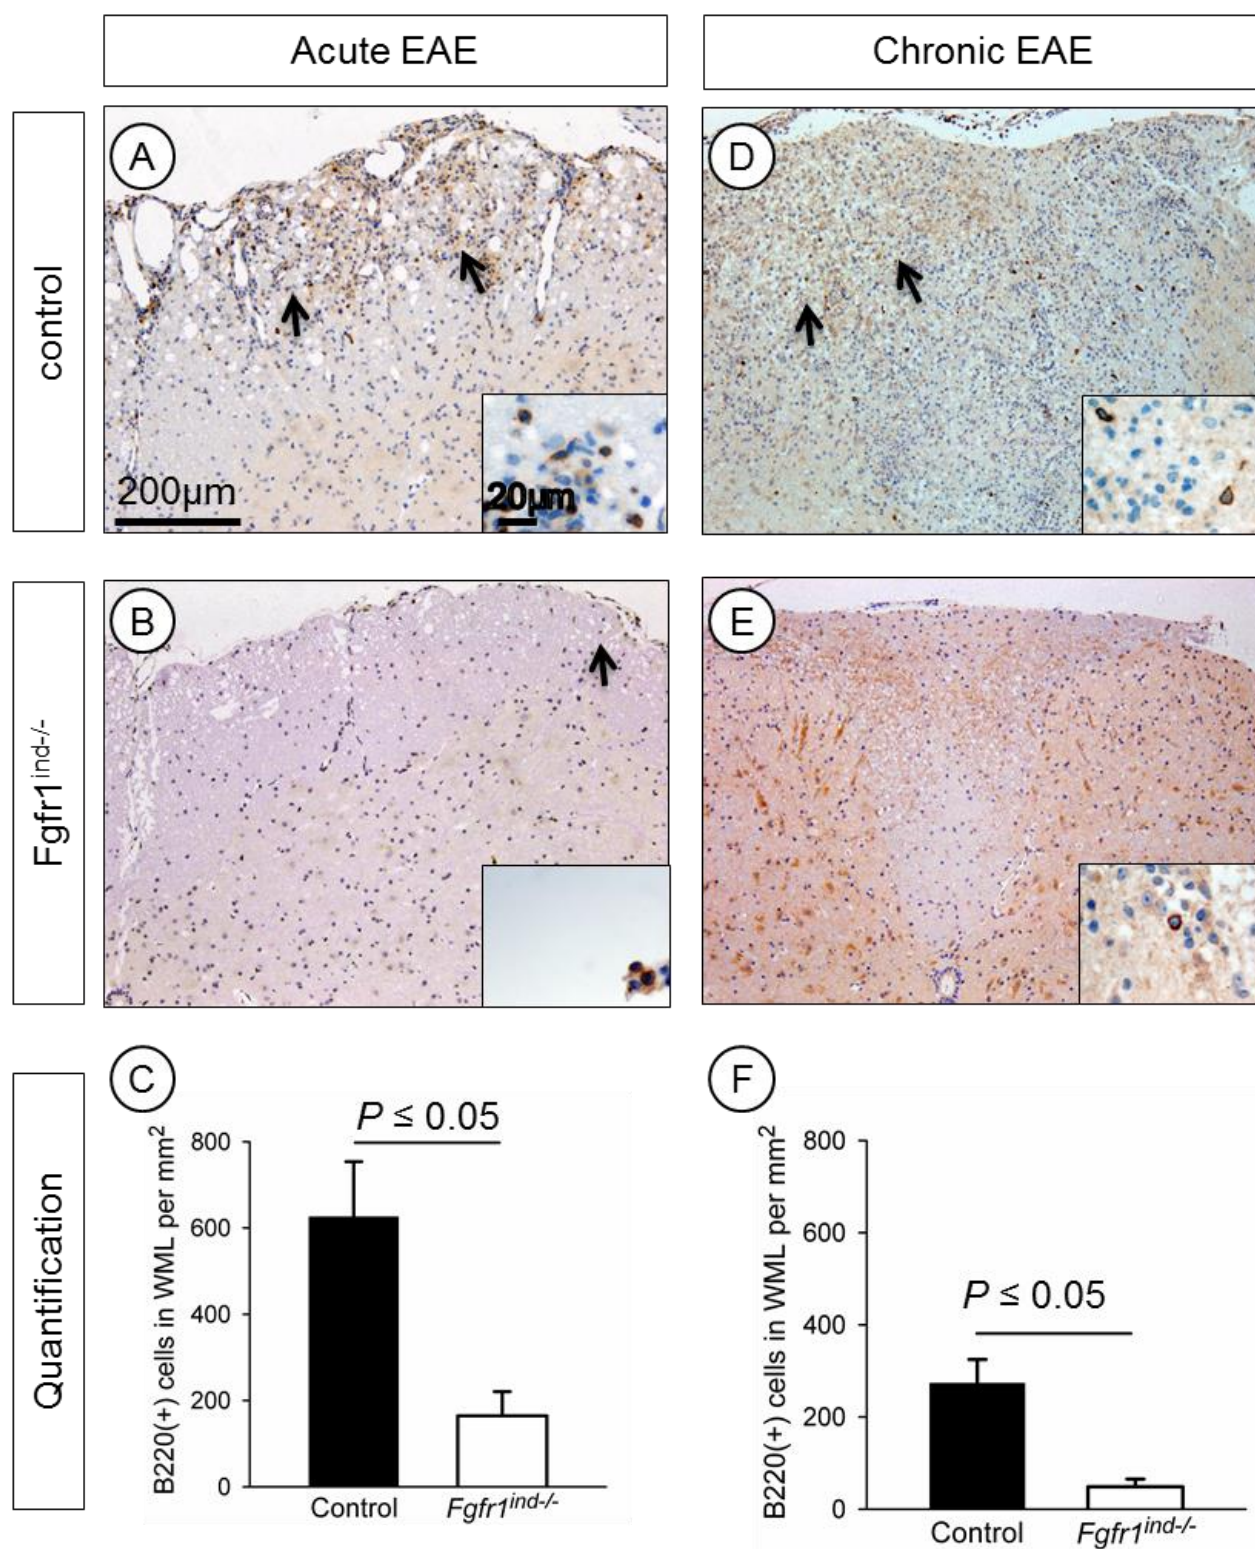 Acute EAE
Chronic EAE
control
A
200µm
20µm
D
Fgfr1ind-/-
B
E
Quantification
C
P ≤ 0.05
B220(+) cells in WML per mm2
800
600
400
200
0
Control
Fgfr1ind-/-
F
P ≤ 0.05
B220(+) cells in WML per mm2
800
600
400
200
0
Control
Fgfr1ind-/-